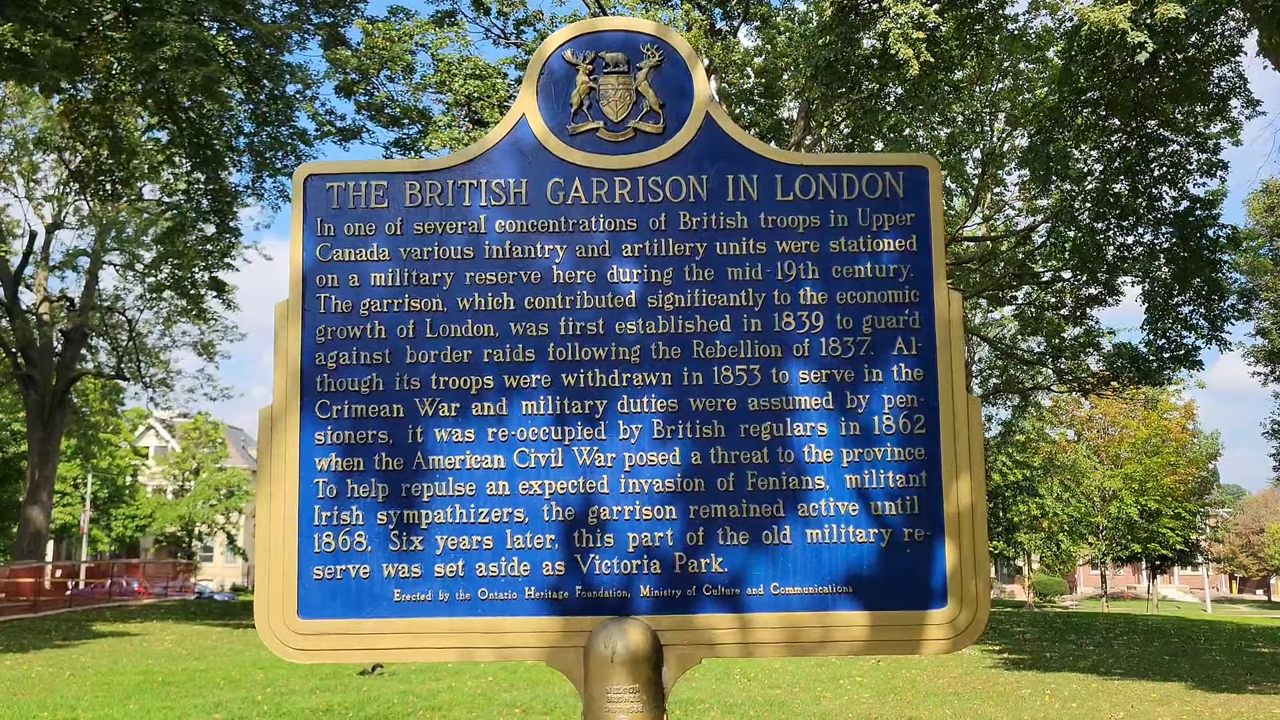 THE BRITISH GARRISON IN LONDON
In one of several concentrations of British troops in Upper
Canada various infantry and artillery units were stationed
on a military reserve here during the mid-19th century.
The garrison, which contributed significantly to the economic
growth of London, was first established in 1839 to guard
against border raids following the Rebellion of 1837. Al-
though its troops were withdrawn in 1853 to serve in the
Crimean War and military duties were assumed by pen-
sioners, it was re-occupied by British regulars in 1862
when the American Civil War posed a threat to the province.
To help repulse an expected invasion of Fenians, militant
Irish sympathizers, the garrison remained active until
1868. Six years later, this part of the old military re-
serve was set aside as Victoria Park.
Erected by the Ontario Heritage Foundation, Ministry of Culture and Communications